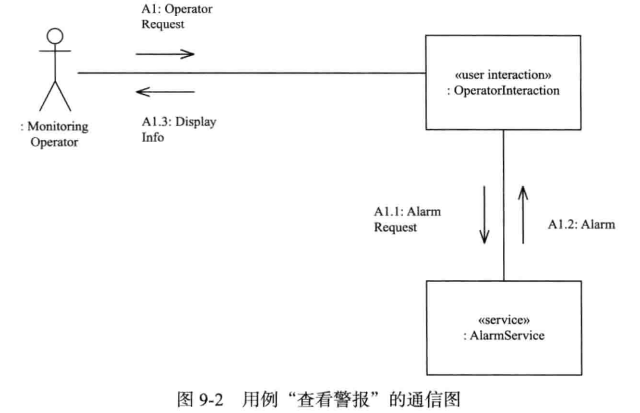 A1: Operator
Request
A1.3: Display
Info
: Monitoring
Operator
«user interaction»
: OperatorInteraction
A1.1: Alarm
Request
A1.2: Alarm
«service»
: AlarmService
图 9-2 用例“查看警报”的通信图